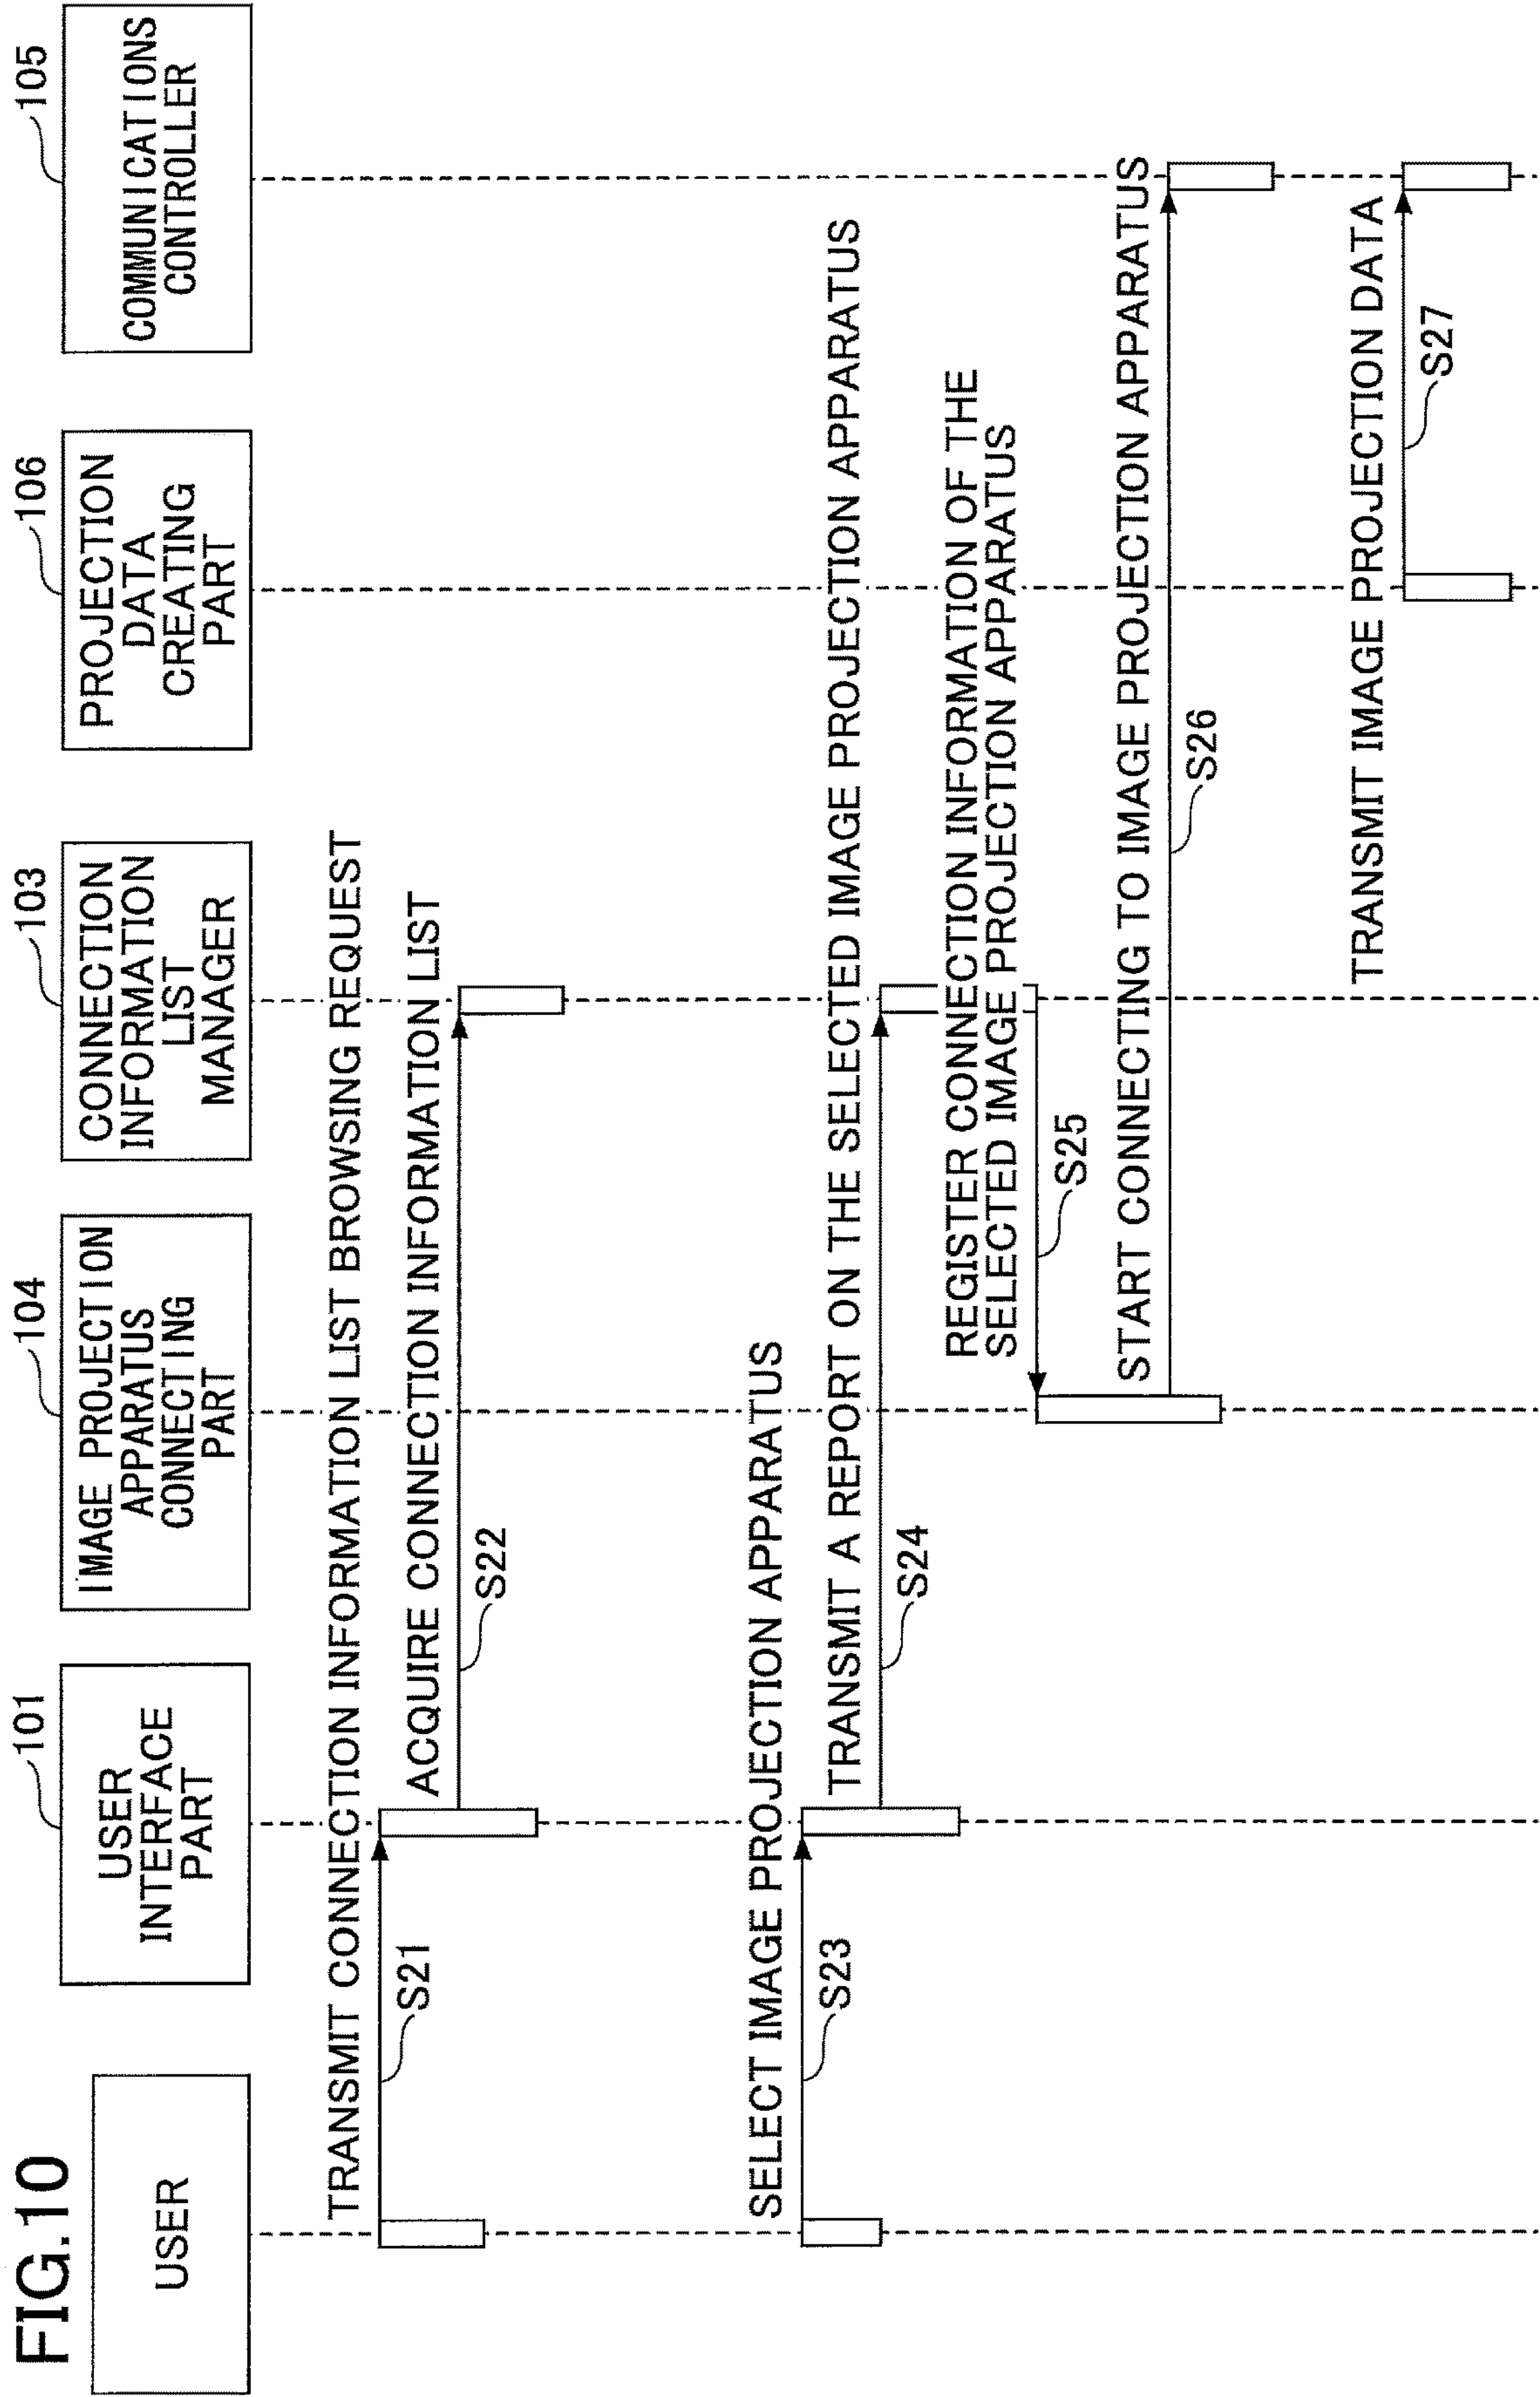 FIG.10
USER
101
USER
INTERFACE
PART
104
IMAGE PROJECTION
APPARATUS
CONNECTING
PART
103
CONNECTION
INFORMATION
LIST
MANAGER
106
PROJECTION
DATA
CREATING
PART
105
COMMUNICATIONS
CONTROLLER
TRANSMIT CONNECTION INFORMATION LIST BROWSING REQUEST
S21
ACQUIRE CONNECTION INFORMATION LIST
S22
SELECT IMAGE PROJECTION APPARATUS
S23
TRANSMIT A REPORT ON THE SELECTED IMAGE PROJECTION APPARATUS
S24
REGISTER CONNECTION INFORMATION OF THE
SELECTED IMAGE PROJECTION APPARATUS
S25
START CONNECTING TO IMAGE PROJECTION APPARATUS
S26
TRANSMIT IMAGE PROJECTION DATA
S27